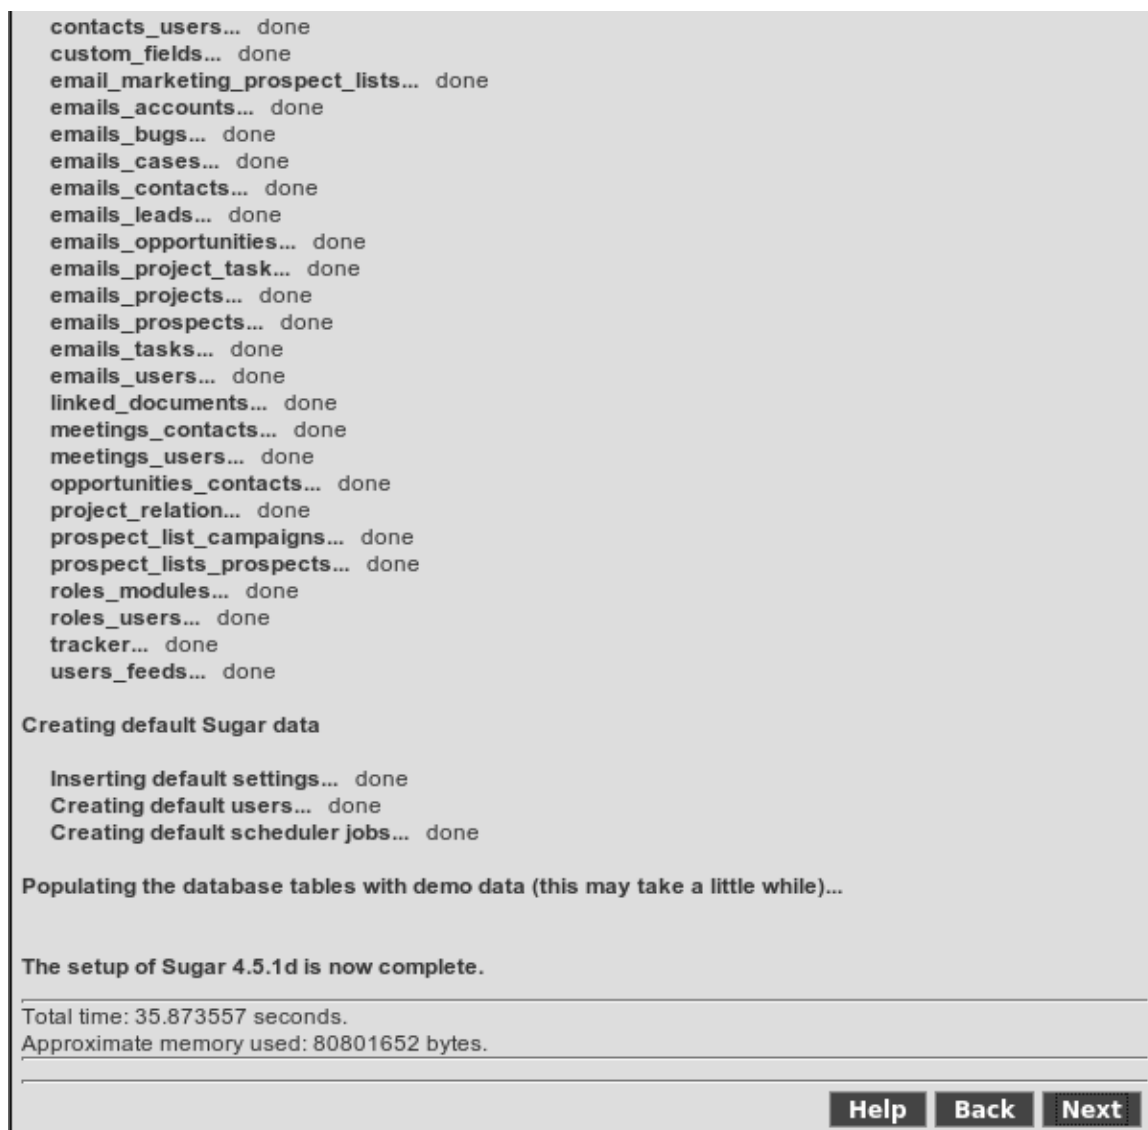 contacts_users... done
custom_fields... done
email_marketing_prospect_lists... done
emails_accounts... done
emails_bugs... done
emails_cases... done
emails_contacts... done
emails_leads... done
emails_opportunities... done
emails_project_task... done
emails_projects... done
emails_prospects... done
emails_tasks... done
emails_users... done
linked_documents... done
meetings_contacts... done
meetings_users... done
opportunities_contacts... done
project_relation... done
prospect_list_campaigns... done
prospect_lists_prospects... done
roles_modules... done
roles_users... done
tracker... done
users_feeds... done
Creating default Sugar data
Inserting default settings... done
Creating default users... done
Creating default scheduler jobs... done
Populating the database tables with demo data (this may take a little while)...
The setup of Sugar 4.5.1d is now complete.
Total time: 35.873557 seconds.
Approximate memory used: 80801652 bytes.
Help Back Next